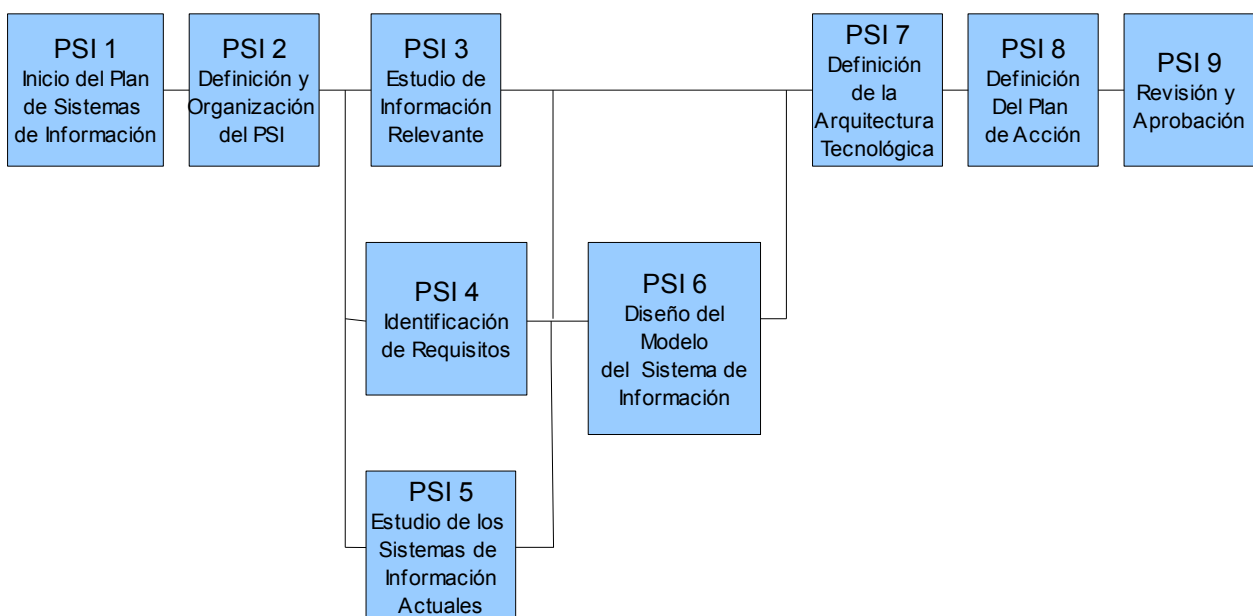 PSI 1
Inicio del Plan
de Sistemas
de Información
PSI 2
Definición y
Organización
del PSI
PSI 3
Estudio de
Información
Relevante
PSI 7
Definición
de la
Arquitectura
Tecnológica
PSI 8
Definición
Del Plan
de Acción
PSI 9
Revisión y
Aprobación
PSI 4
Identificación
de Requisitos
PSI 6
Diseño del
Modelo
del Sistema de
Información
PSI 5
Estudio de los
Sistemas de
Información
Actuales